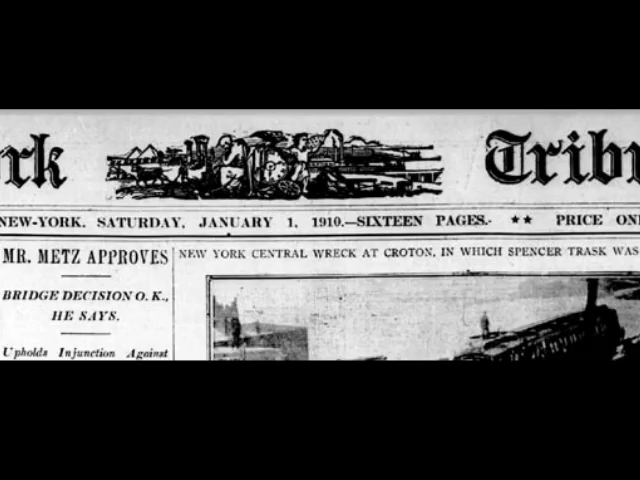 rk Tribu
NEW-YORK, SATURDAY, JANUARY 1, 1910.—SIXTEEN PAGES. ** PRICE ON
MR. METZ APPROVES
BRIDGE DECISION O. K.,
HE SAYS.
Upholds Injunction Against
NEW YORK CENTRAL WRECK AT CROTON, IN WHICH SPENCER TRASK WAS